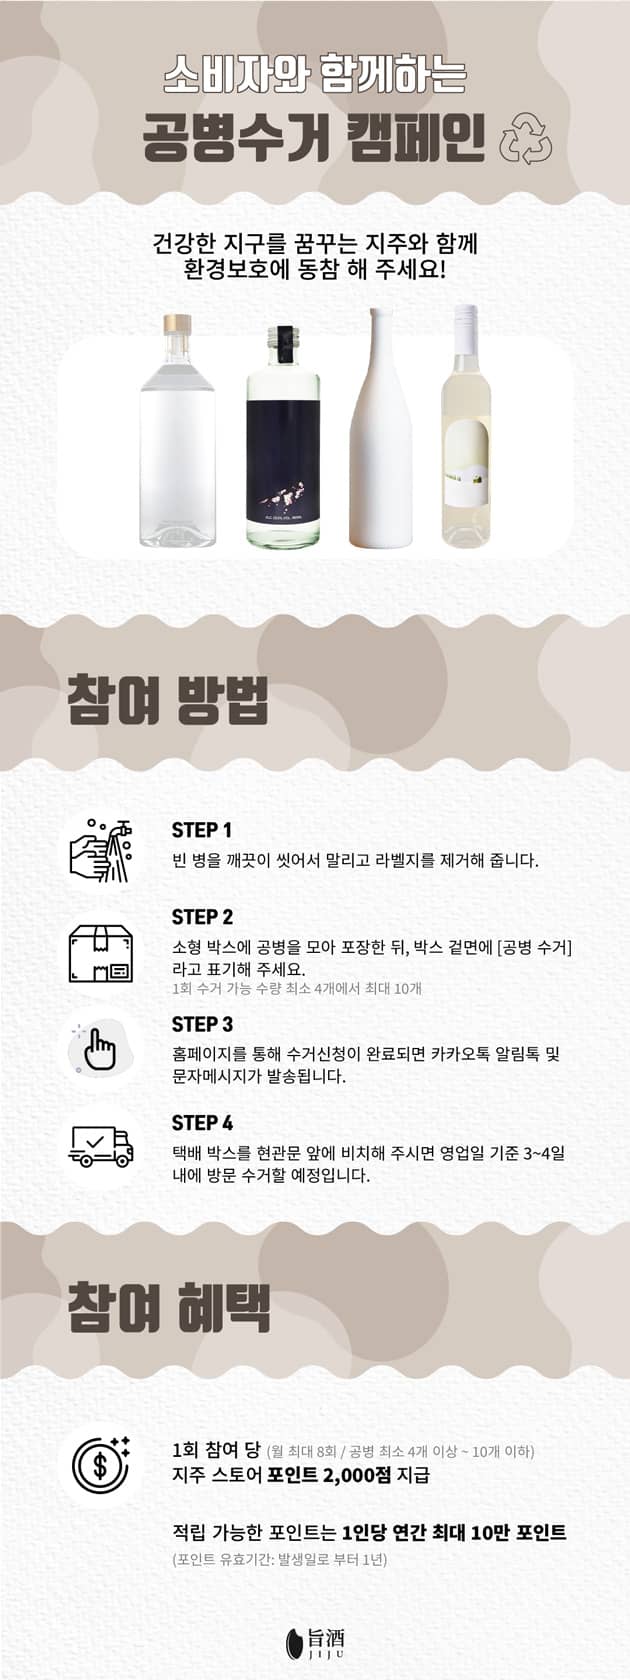 소비자와 함께하는
공병수거 캠페인
건강한 지구를 꿈꾸는 지주와 함께
환경보호에 동참 해 주세요!
참여 방법
STEP 1
빈 병을 깨끗이 씻어서 말리고 라벨지를 제거해 줍니다.
STEP 2
소형 박스에 공병을 모아 포장한 뒤, 박스 겉면에 [공병 수거]
라고 표기해 주세요.
1회 수거 가능 수량 최소 4개에서 최대 10개
STEP 3
홈페이지를 통해 수거신청이 완료되면 카카오톡 알림톡 및
문자메시지가 발송됩니다.
STEP 4
택배 박스를 현관문 앞에 비치해 주시면 영업일 기준 3~4일
내에 방문 수거할 예정입니다.
참여 혜택
1회 참여 당 (월 최대 8회 / 공병 최소 4개 이상 ~ 10개 이하)
지주 스토어 포인트 2,000점 지급
적립 가능한 포인트는 1인당 연간 최대 10만 포인트
(포인트 유효기간: 발생일로 부터 1년)
旨酒
JIJU